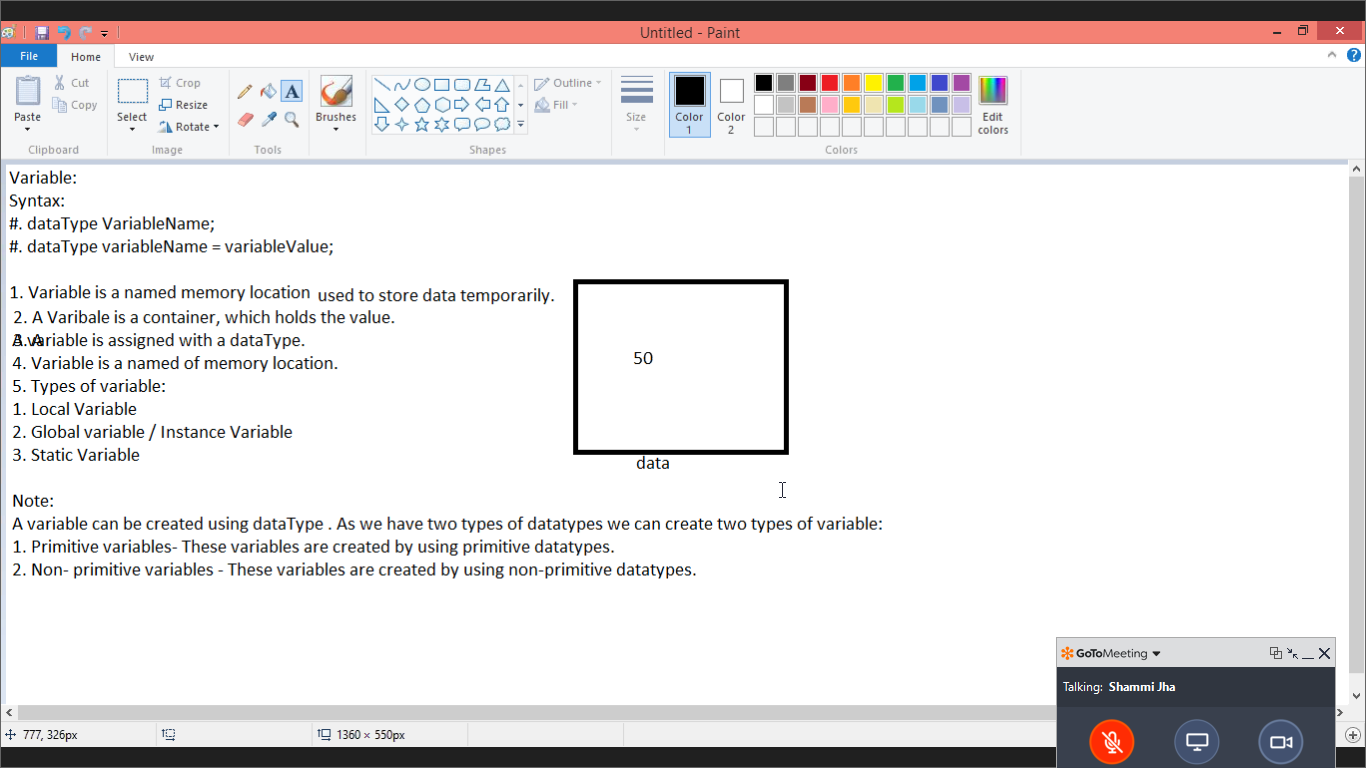 Untitled - Paint
File Home View
Paste
Cut
Copy
Clipboard
Select
Crop
Resize
Rotate
Image
Tools
Brushes
Shapes
Outline
Fill
Size
Color 1
Color 2
Edit colors
Colors
Variable:
Syntax:
#. dataType VariableName;
#. dataType variableName = variableValue;
1. Variable is a named memory location used to store data temporarily.
2. A Varibale is a container, which holds the value.
variable is assigned with a dataType.
4. Variable is a named of memory location.
5. Types of variable:
1. Local Variable
2. Global variable / Instance Variable
3. Static Variable
50
data
Note:
A variable can be created using dataType . As we have two types of datatypes we can create two types of variable:
1. Primitive variables- These variables are created by using primitive datatypes.
2. Non- primitive variables - These variables are created by using non-primitive datatypes.
GoToMeeting
Talking: Shammi Jha
777, 326px
1360 × 550px